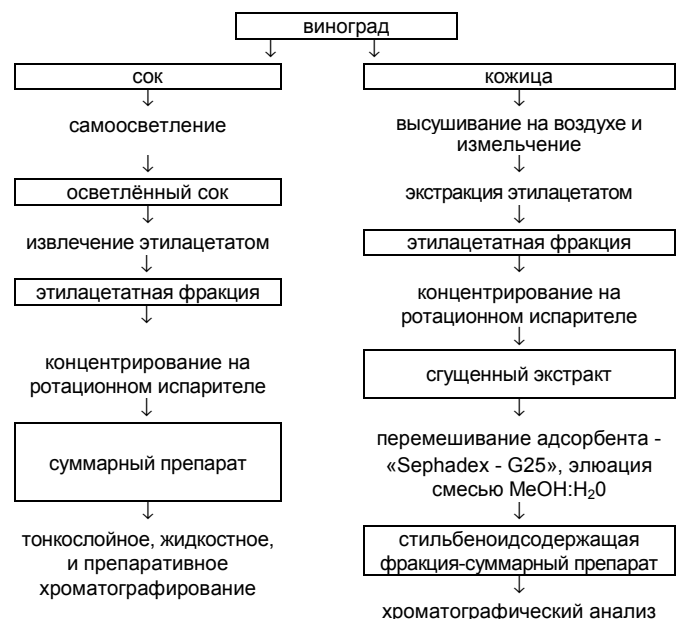 виноград
сок
самоосветление
осветлённый сок
извлечение этилацетатом
этилацетатная фракция
концентрирование на
ротационном испарителе
суммарный препарат
тонкослойное, жидкостное,
и препаративное
хроматографирование
кожица
высушивание на воздухе и
измельчение
экстракция этилацетатом
этилацетатная фракция
концентрирование на
ротационном испарителе
сгущенный экстракт
перемешивание адсорбента -
«Sephadex - G25», элюация
смесью MeOH:H₂0
стильбеноидсодержащая
фракция-суммарный препарат
хроматографический анализ